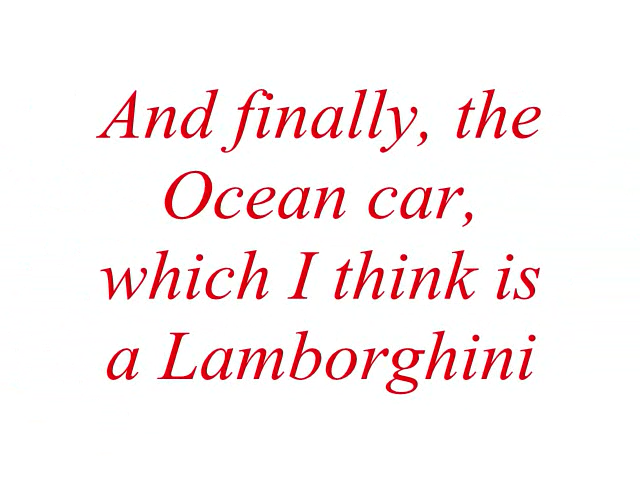 And finally, the
Ocean car,
which I think is
a Lamborghini